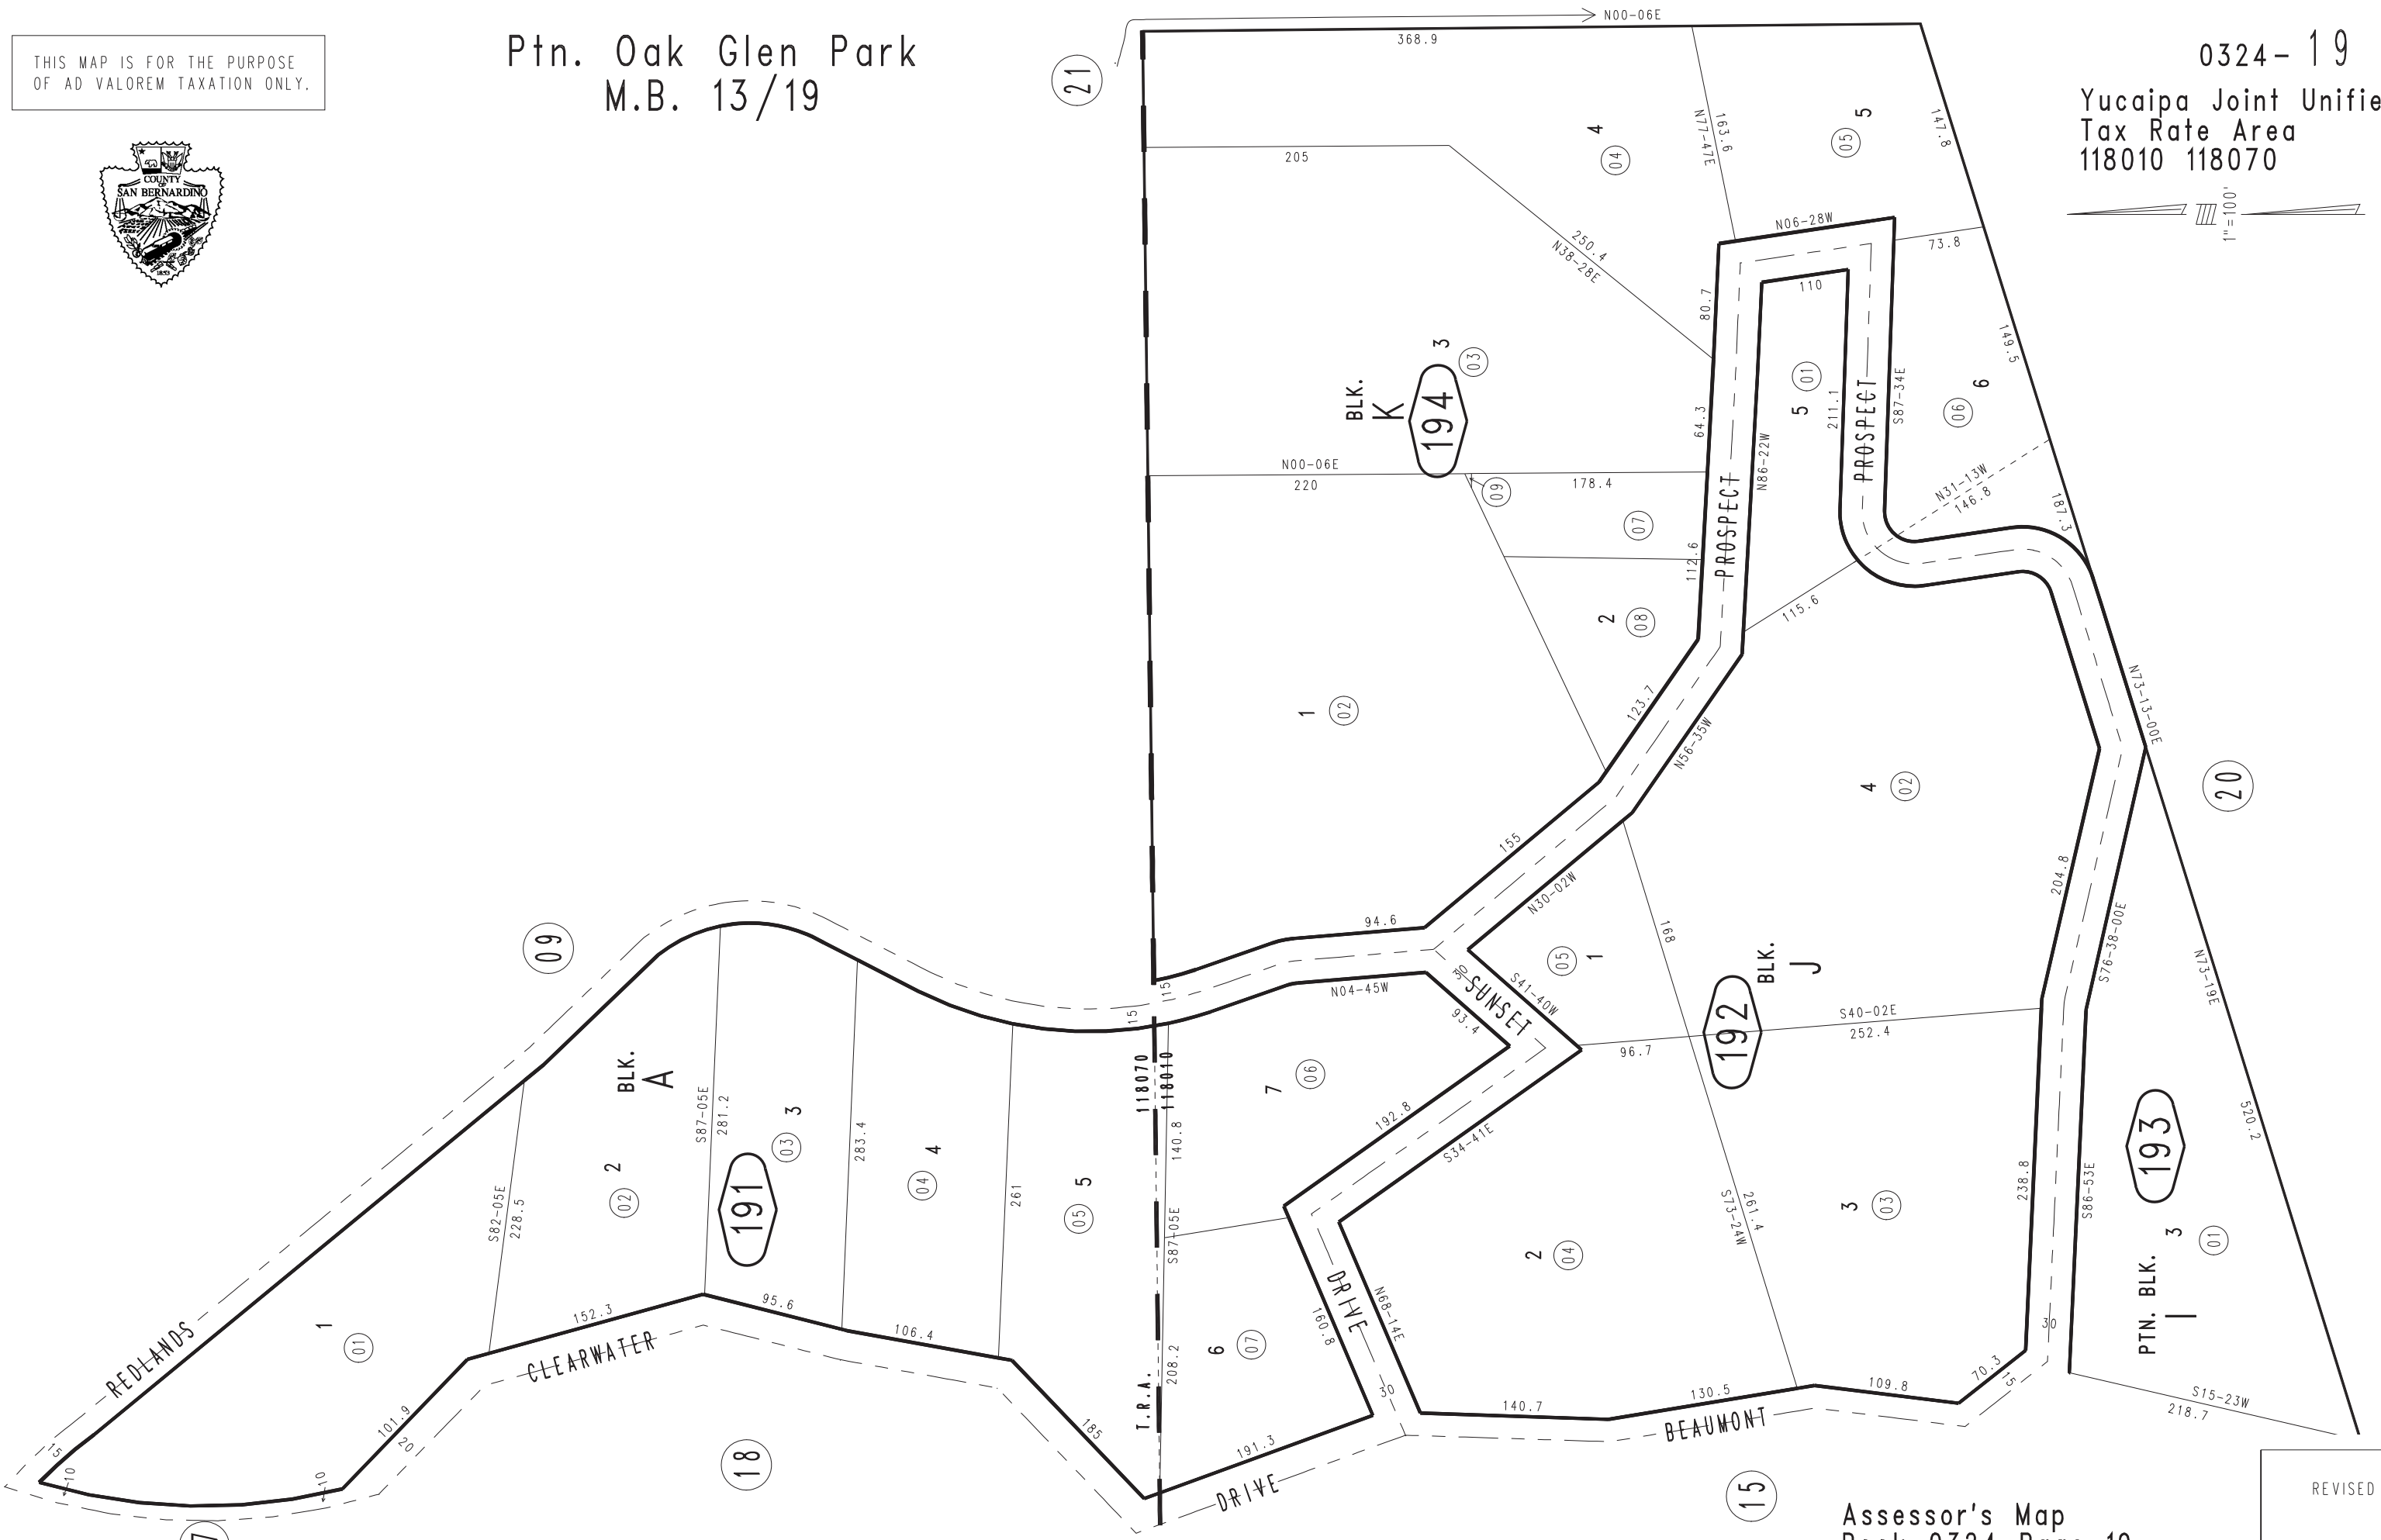 THIS MAP IS FOR THE PURPOSE
OF AD VALOREM TAXATION ONLY.
COUNTY
OF
SAN BERNARDINO
1853
Ptn. Oak Glen Park
M.B. 13/19
0324-19
Yucaipa Joint Unifie
Tax Rate Area
118010 118070
1"=100'
21
N00-06E
368.9
205
4
04
N77-47E
163.6
5
05
147.8
250.4
N38-28E
N06-28W
73.8
110
80.7
149.5
3
03
BLK.
K
194
64.3
N86-22W
5
01
211.1
PROSPECT
S87-34E
6
06
N00-06E
220
178.4
09
07
PROSPECT
N31-13W
146.8
187.3
112.6
2
08
115.6
1
02
123.7
N56-35W
N73-13-00E
4
02
20
155
N30-02W
204.8
94.6
09
168
S76-38-00E
N73-19E
15
15
N04-45W
30
SUNSET
S41-40W
93.4
05
1
BLK.
J
192
S40-02E
252.4
96.7
BLK.
A
118070
118010
7
06
192.8
S34-41E
S87-05E
281.2
3
03
283.4
4
04
140.8
261
5
05
2
02
191
S82-05E
228.5
S87-05E
2
04
S73-24W
261.4
3
03
238.8
S86-53E
193
520.2
3
01
PTN. BLK.
I
REDLANDS
1
01
152.3
CLEARWATER
95.6
106.4
6
07
160.8
DRIVE
N68-14E
208.2
T.R.A.
30
30
70.3
15
109.8
130.5
140.7
BEAUMONT
S15-23W
218.7
101.9
20
185
191.3
DRIVE
15
10
10
18
15
7
Assessor's Map
Book 0324 Page 19
REVISED